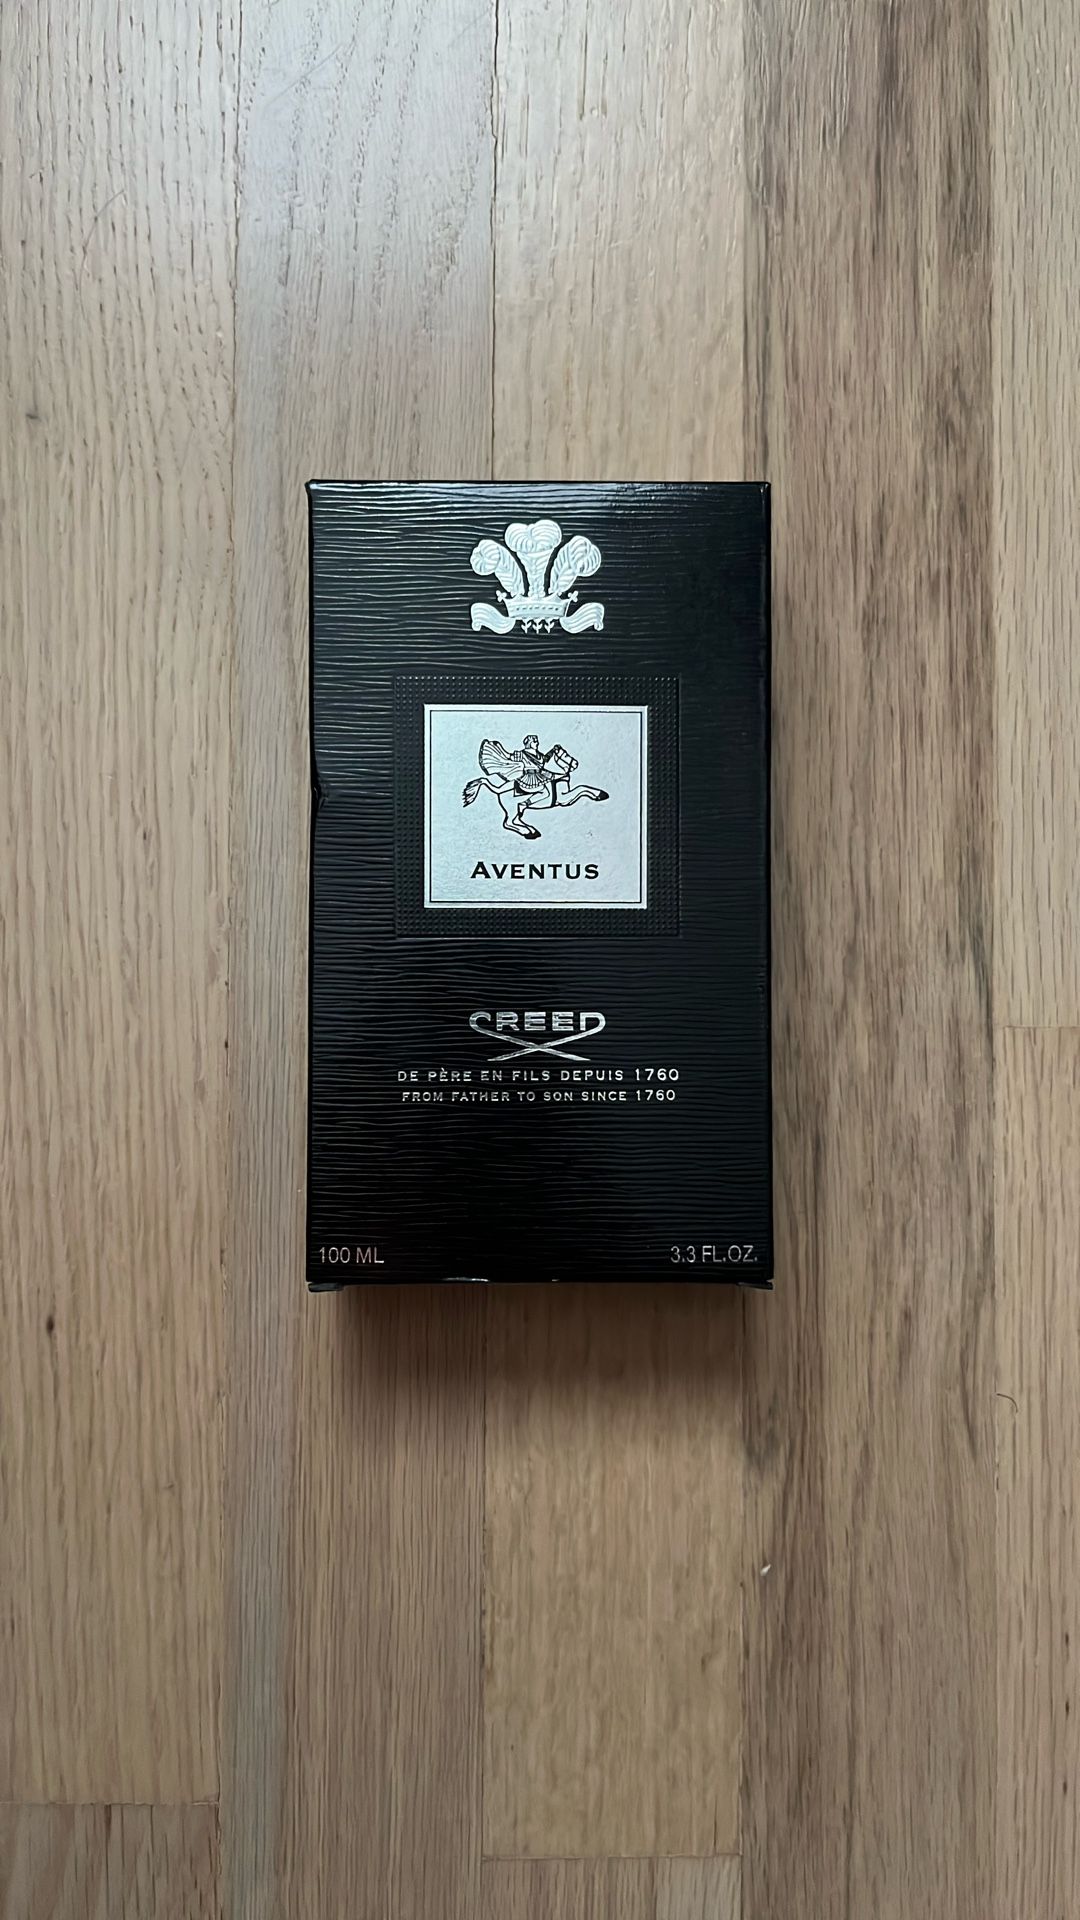 AVENTUS
CREED
DE PÈRE EN FILS DEPUIS 1760
FROM FATHER TO SON SINCE 1760
100 ML 3.3 FL.OZ.